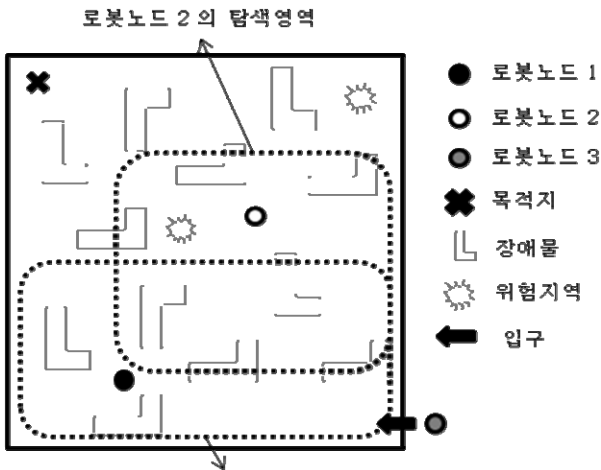 로봇노드 2의 탐색영역
로봇노드 1
로봇노드 2
로봇노드 3
목적지
장애물
위험지역
입구